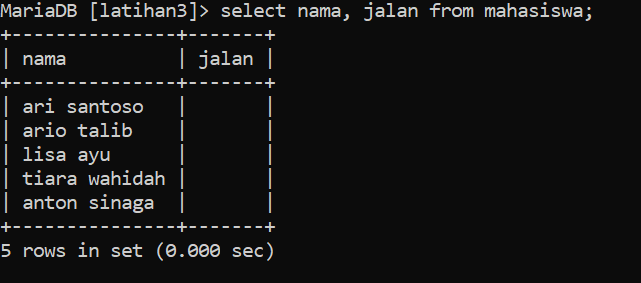 MariaDB [latihan3]> select nama, jalan from mahasiswa;
+---------------+-------+
| nama          | jalan |
+---------------+-------+
| ari santoso   |       |
| ario talib    |       |
| lisa ayu      |       |
| tiara wahidah |       |
| anton sinaga  |       |
+---------------+-------+
5 rows in set (0.000 sec)